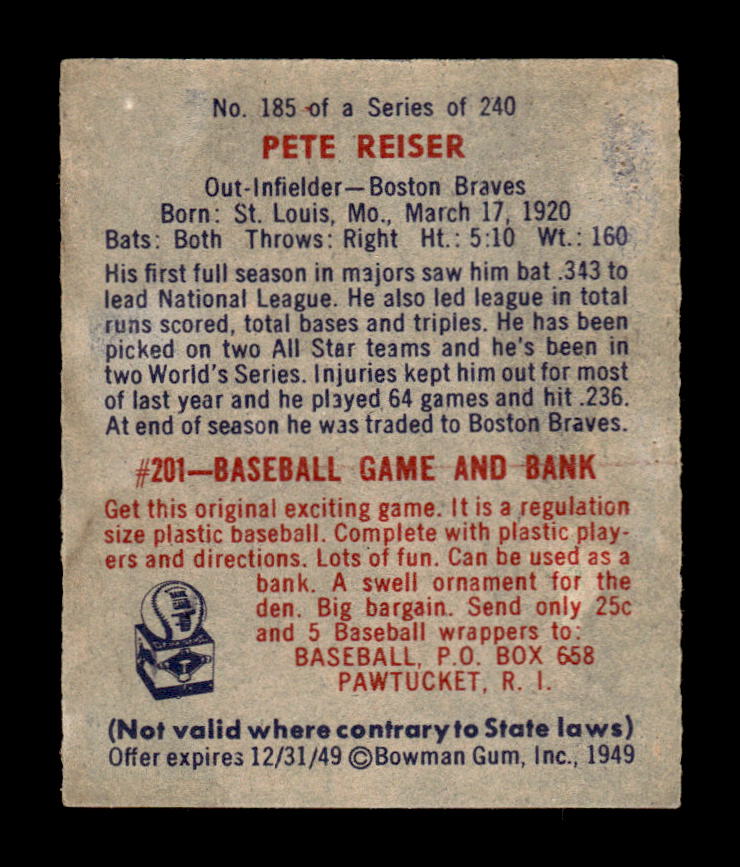 No. 185 of a Series of 240
PETE REISER
Out-Infielder—Boston Braves
Born: St. Louis, Mo., March 17, 1920
Bats: Both Throws: Right Ht.: 5:10 Wt.: 160
His first full season in majors saw him bat .343 to
lead National League. He also led league in total
runs scored, total bases and triples. He has been
picked on two All Star teams and he's been in
two World's Series. Injuries kept him out for most
of last year and he played 64 games and hit .236.
At end of season he was traded to Boston Braves.
#201—BASEBALL GAME AND BANK
Get this original exciting game. It is a regulation
size plastic baseball. Complete with plastic play-
ers and directions. Lots of fun. Can be used as a
bank. A swell ornament for the
den. Big bargain. Send only 25c
and 5 Baseball wrappers to:
BASEBALL, P.O. BOX 658
PAWTUCKET, R. I.
(Not valid where contrary to State laws)
Offer expires 12/31/49 ©Bowman Gum, Inc., 1949